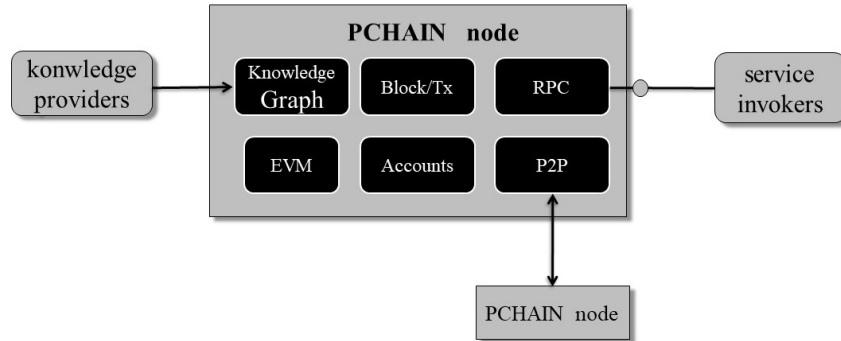 PCHAIN node
konwledge
providers
Knowledge
Graph
Block/Tx
RPC
service
invokers
EVM
Accounts
P2P
PCHAIN node